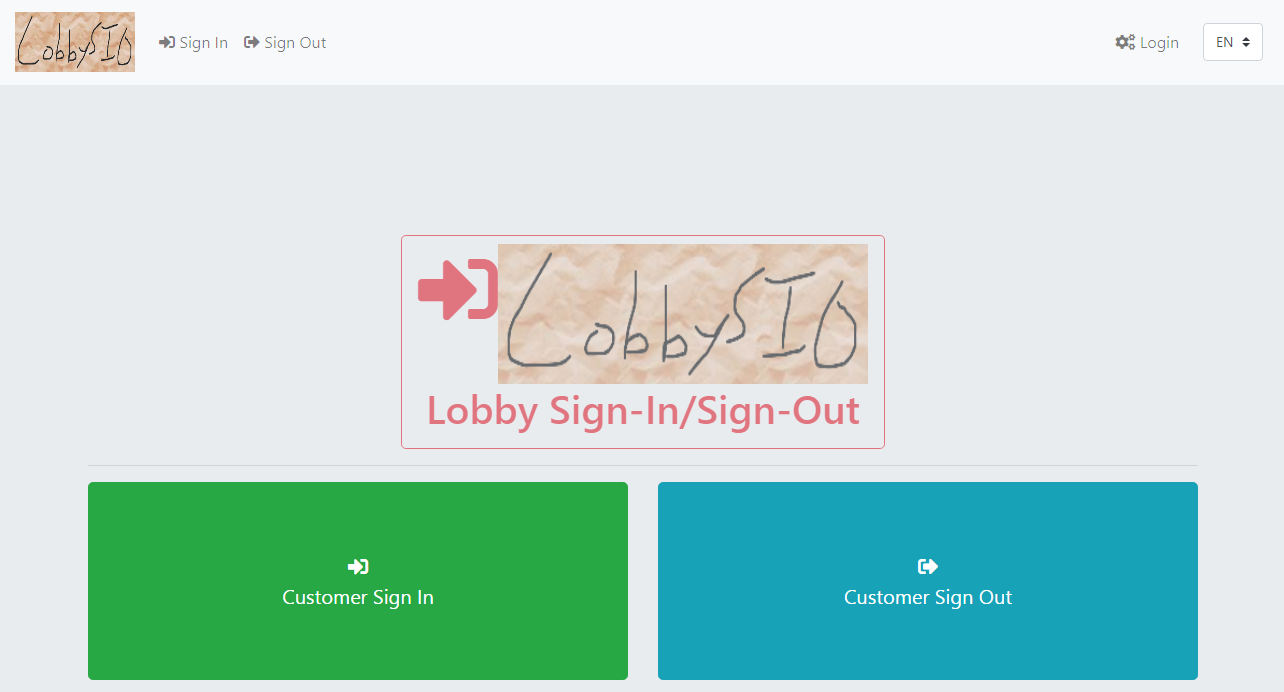 LobbySIO
Sign In
Sign Out
Login
EN
LobbySIO
Lobby Sign-In/Sign-Out
Customer Sign In
Customer Sign Out